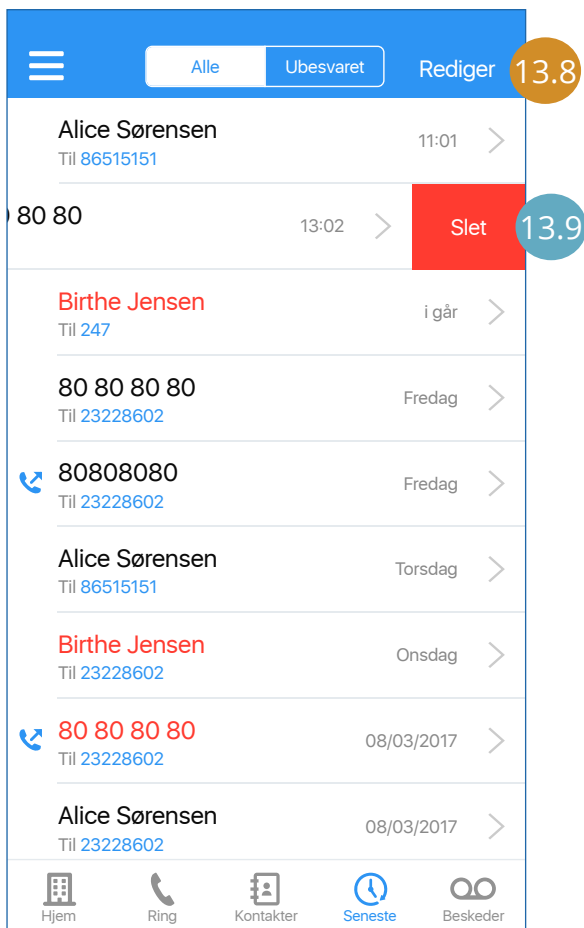 Alle Ubesvaret Rediger 13.8
Alice Sørensen 11:01
Til 86515151
80 80 13:02 Slet 13.9
Birthe Jensen i går
Til 247
80 80 80 80 Fredag
Til 23228602
80808080 Fredag
Til 23228602
Alice Sørensen Torsdag
Til 86515151
Birthe Jensen Onsdag
Til 23228602
80 80 80 80 08/03/2017
Til 23228602
Alice Sørensen 08/03/2017
Til 23228602
Hjem Ring Kontakter Seneste Beskeder